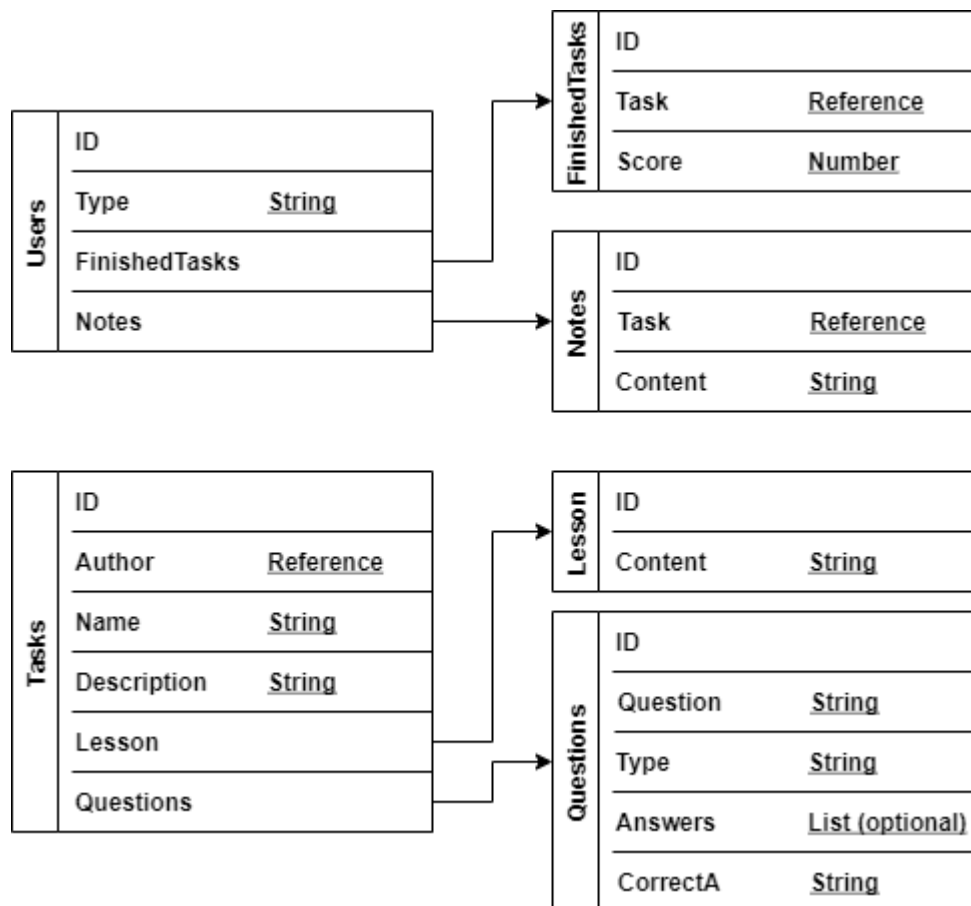 Users
ID
Type String
FinishedTasks
Notes
FinishedTasks
ID
Task Reference
Score Number
Notes
ID
Task Reference
Content String
Tasks
ID
Author Reference
Name String
Description String
Lesson
Questions
Lesson
ID
Content String
Questions
ID
Question String
Type String
Answers List (optional)
CorrectA String